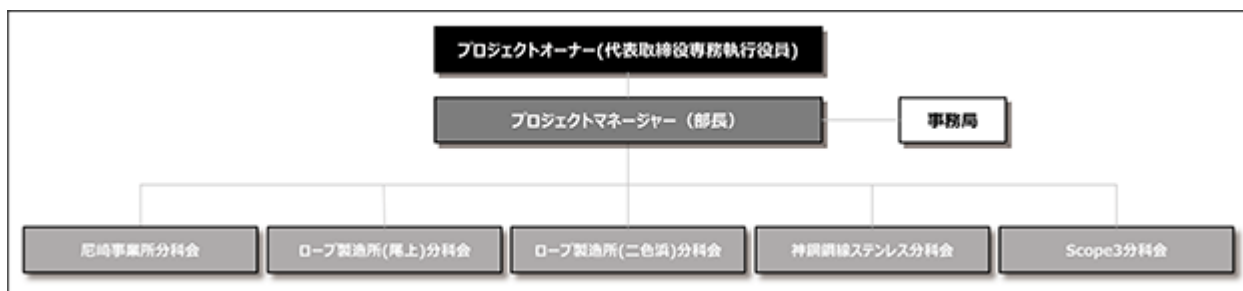 プロジェクトオーナー(代表取締役専務執行役員)
プロジェクトマネージャー（部長）
事務局
尼崎事業所分科会
ロープ製造所(尾上)分科会
ロープ製造所(二色浜)分科会
神鋼鋼線ステンレス分科会
Scope3分科会